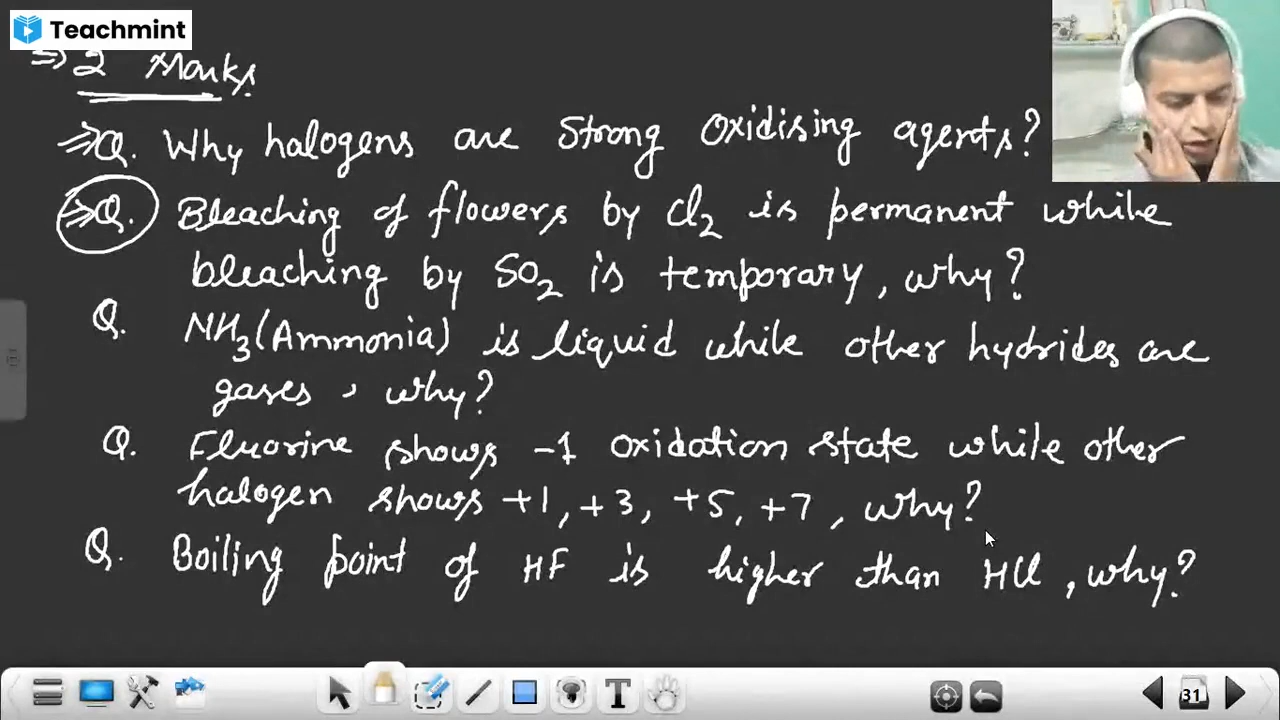 Teachmint
⇒ 2 Marks
⇒Q. Why halogens are Strong Oxidising agents?
⇒Q. Bleaching of flowers by Cl2 is permanent while
bleaching by SO2 is temporary, why?
Q. NH3(Ammonia) is liquid while other hydrides are
gases, why?
Q. Fluorine shows -1 oxidation state while other
halogen shows +1, +3, +5, +7, why?
Q. Boiling point of HF is higher than HCl, why?
T
31